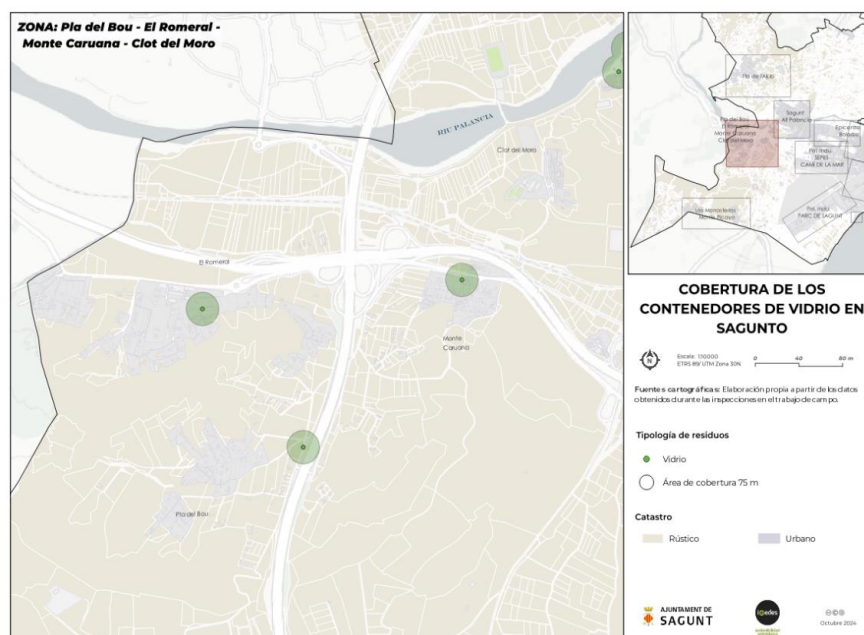 ZONA: Pla del Bou - El Romeral -
Monte Caruana - Clot del Moro
RIU PALANCIA
Clot del Moro
El Romeral
Monte
Caruana
Pla del Bou
Sagunt
COBERTURA DE LOS
CONTENEDORES DE VIDRIO EN
SAGUNTO
N
Escala: 1:10000
ETRS 89/ UTM Zona 30N
0 40 80 m
Fuentes cartográficas: Elaboración propia a partir de los datos
obtenidos durante las inspecciones en el trabajo de campo.
Tipología de residuos
Vidrio
Área de cobertura 75 m
Catastro
Rústico
Urbano
AJUNTAMENT DE
SAGUNT
Octubre 2024